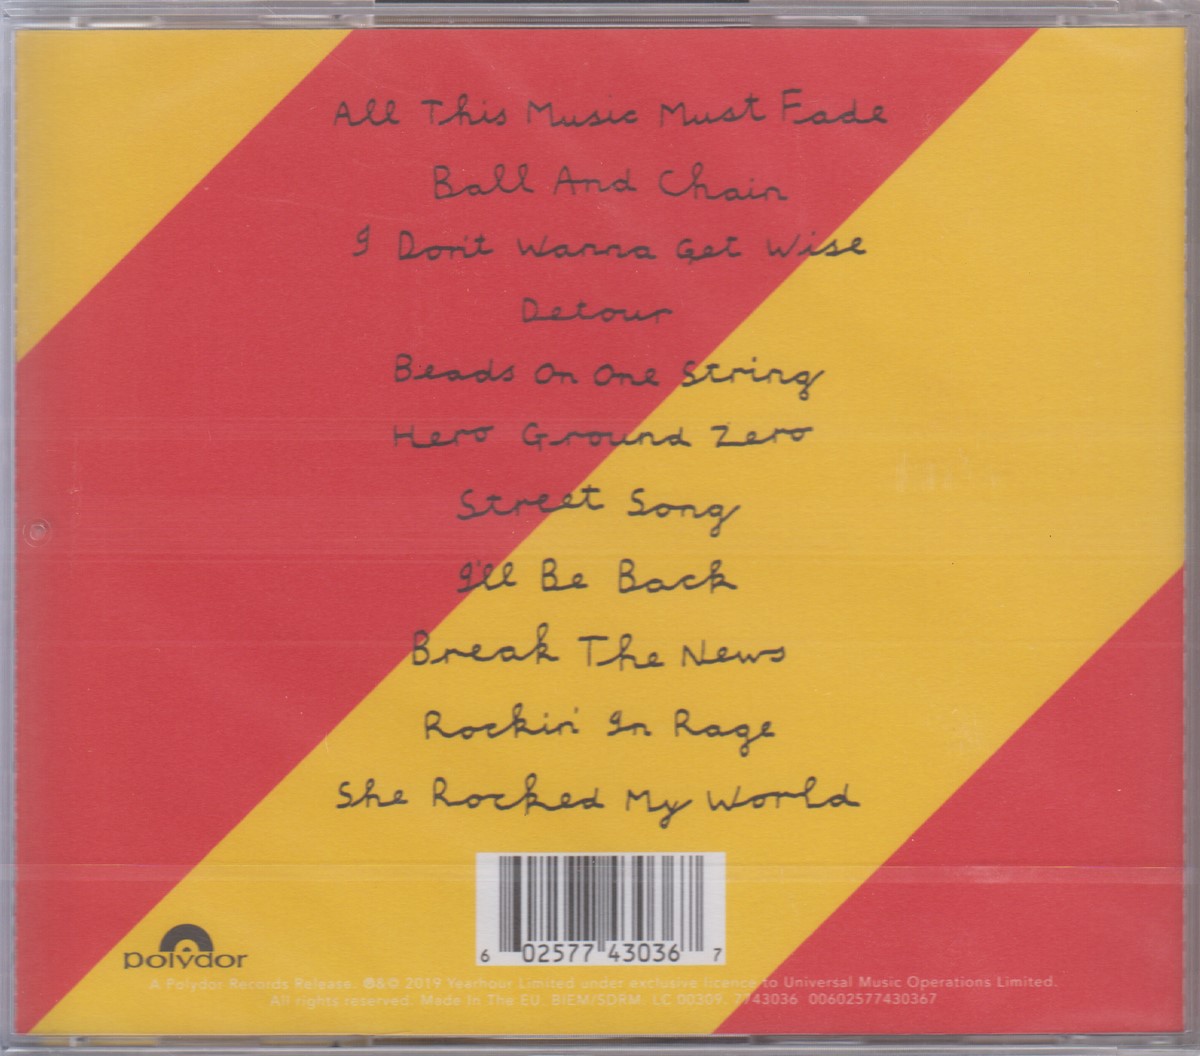 All This Music Must Fade
Ball And Chain
I Don't Wanna Get Wise
Detour
Beads On One String
Hero Ground Zero
Street Song
I'll Be Back
Break The News
Rockin' In Rage
She Rocked My World
6 02577 43036 7
polydor
A Polydor Records Release. ℗&© 2019 Yearhour Limited under exclusive licence to Universal Music Operations Limited.
All rights reserved. Made In The EU. BIEM/SDRM. LC 00309. 7743036 00602577430367